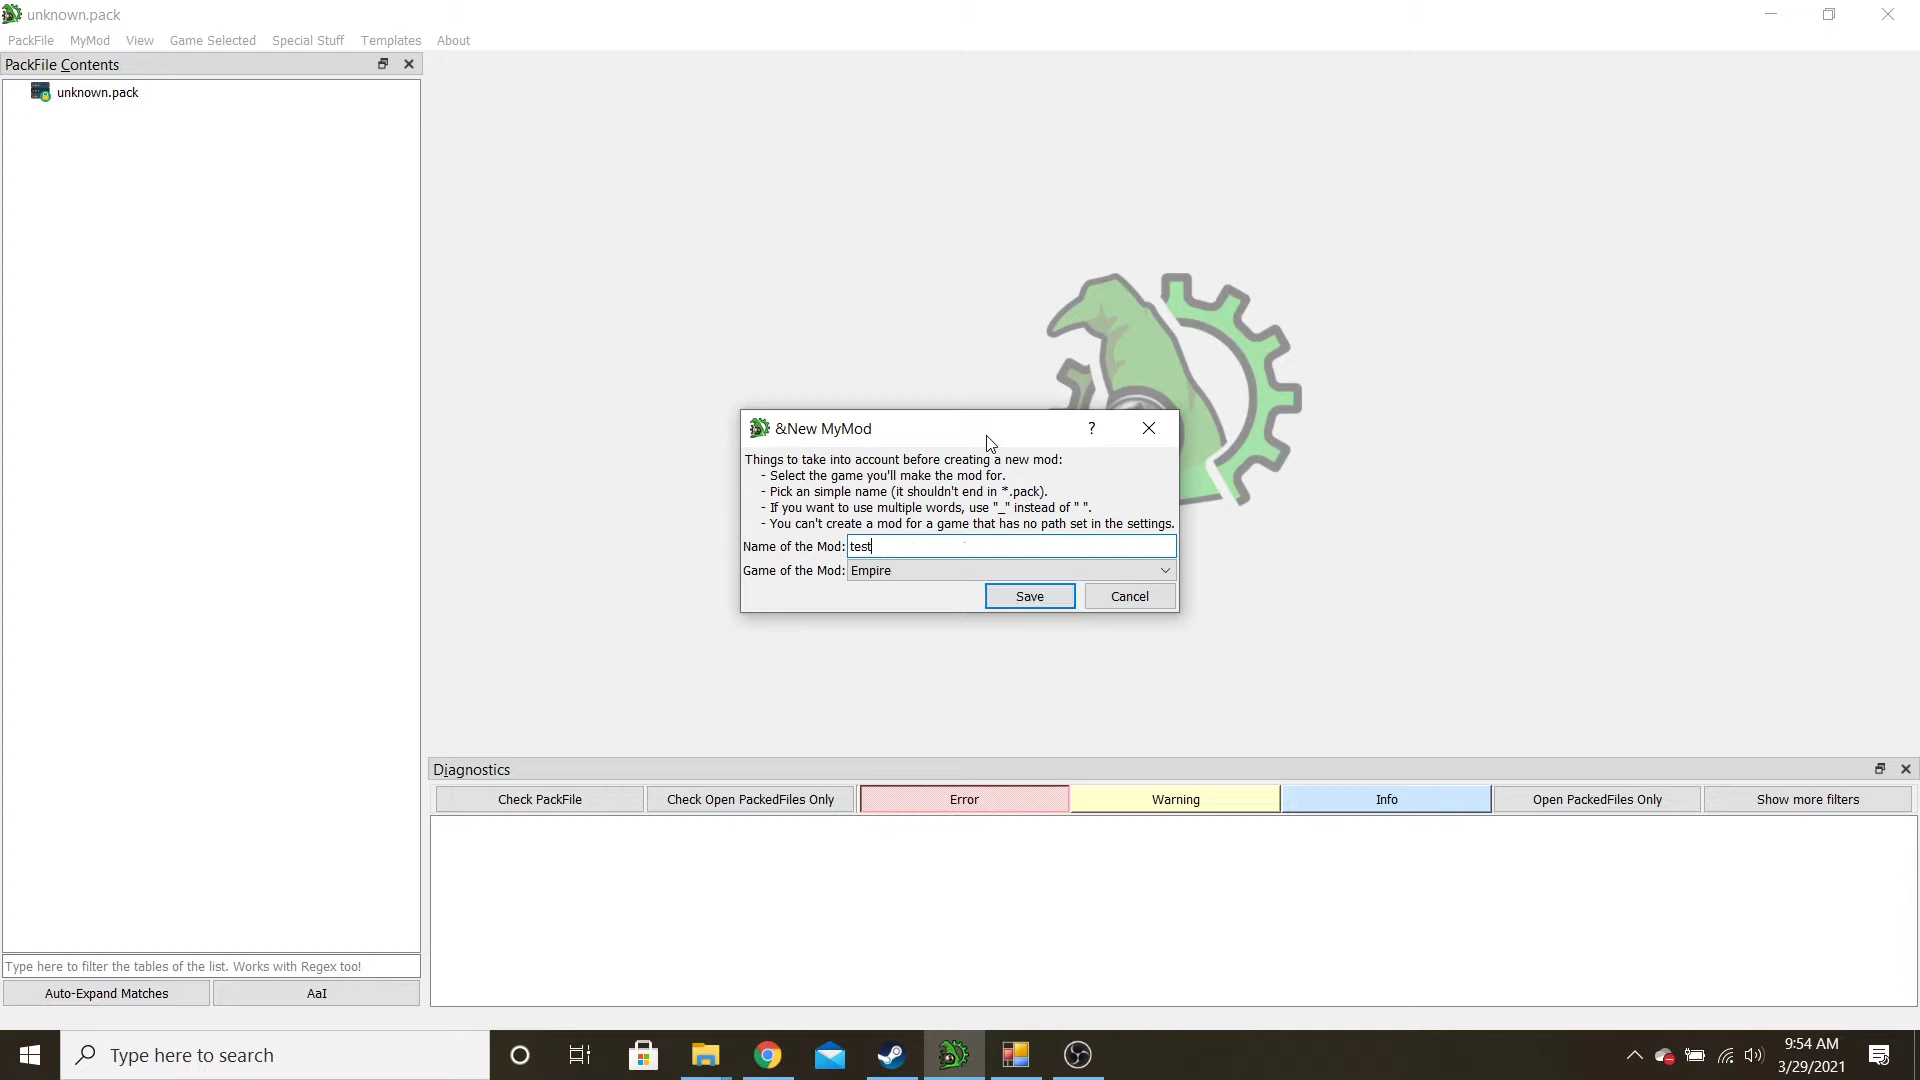 unknown.pack
PackFile MyMod View Game Selected Special Stuff Templates About
PackFile Contents
unknown.pack
&New MyMod
?
Things to take into account before creating a new mod:
- Select the game you'll make the mod for.
- Pick an simple name (it shouldn't end in *.pack).
- If you want to use multiple words, use "_" instead of " ".
- You can't create a mod for a game that has no path set in the settings.
Name of the Mod: test
Game of the Mod: Empire
Save Cancel
Diagnostics
Check PackFile Check Open PackedFiles Only Error Warning Info Open PackedFiles Only Show more filters
Type here to filter the tables of the list. Works with Regex too!
Auto-Expand Matches AaI
Type here to search
9:54 AM
3/29/2021